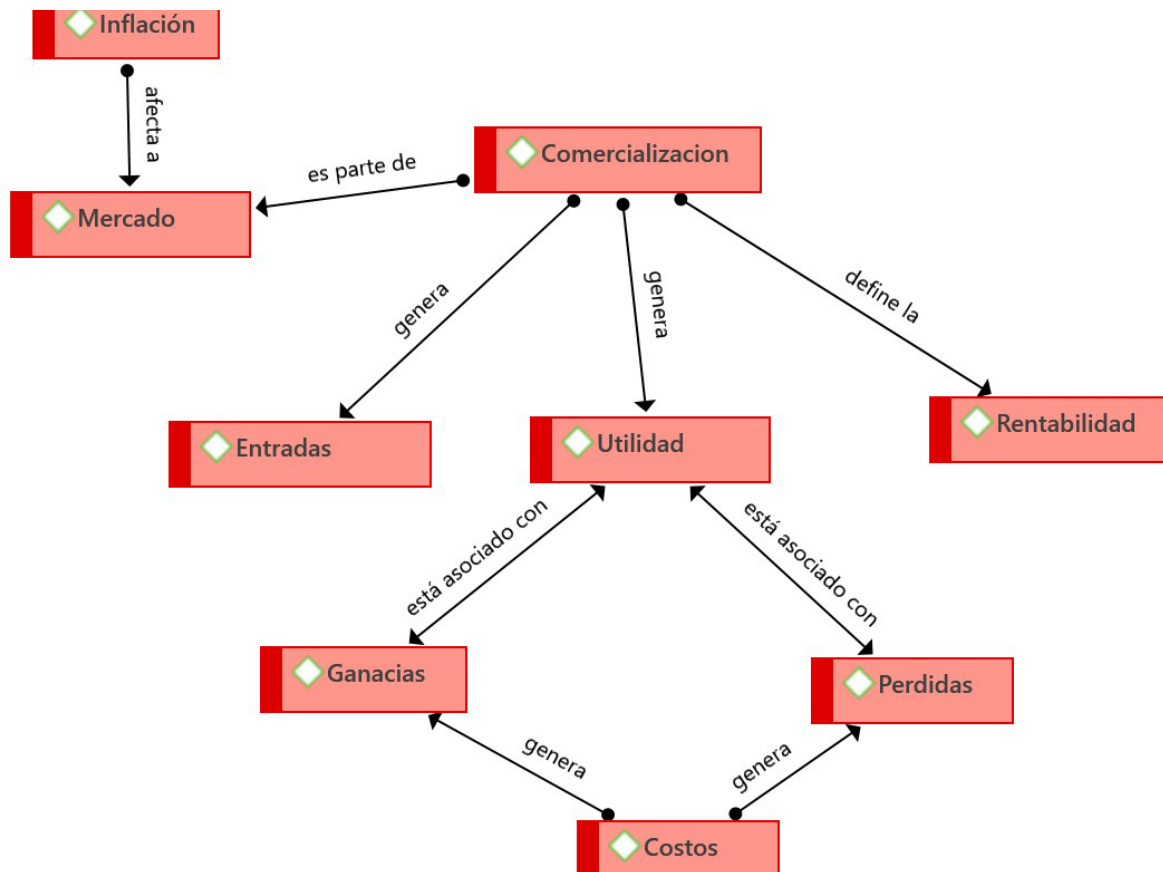 Inflación
afecta a
Comercializacion
es parte de
Mercado
genera
genera
define la
Entradas
Utilidad
Rentabilidad
está asociado con
está asociado con
Ganacias
Perdidas
genera
genera
Costos